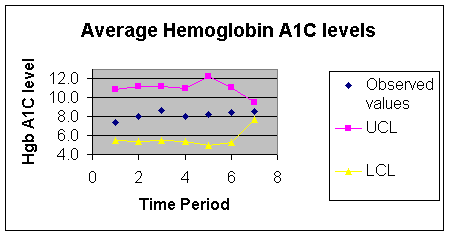 Average Hemoglobin A1C levels
Hgb A1C level
12.0
10.0
8.0
6.0
4.0
0 2 4 6 8
Time Period
Observed
values
UCL
LCL